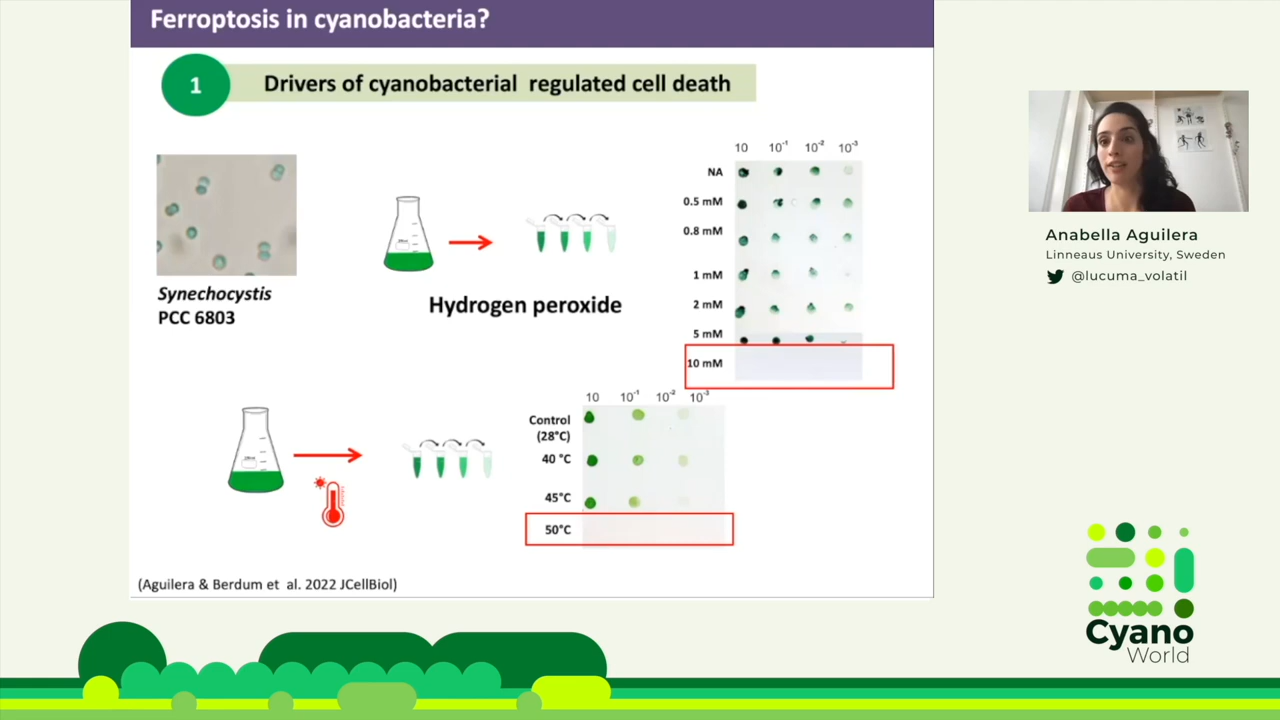 Ferroptosis in cyanobacteria?
1
Drivers of cyanobacterial regulated cell death
Synechocystis
PCC 6803
Hydrogen peroxide
10 10⁻¹ 10⁻² 10⁻³
NA
0.5 mM
0.8 mM
1 mM
2 mM
5 mM
10 mM
10 10⁻¹ 10⁻² 10⁻³
Control
(28°C)
40 °C
45°C
50°C
(Aguilera & Berdum et al. 2022 JCellBiol)
Anabella Aguilera
Linneaus University, Sweden
@lucuma_volatil
Cyano
World